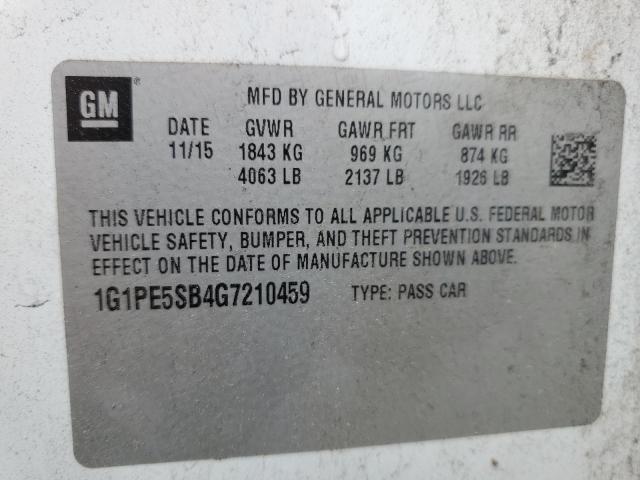 GM
MFD BY GENERAL MOTORS LLC
DATE GVWR GAWR FRT GAWR RR
11/15 1843 KG 969 KG 874 KG
4063 LB 2137 LB 1926 LB
THIS VEHICLE CONFORMS TO ALL APPLICABLE U.S. FEDERAL MOTOR
VEHICLE SAFETY, BUMPER, AND THEFT PREVENTION STANDARDS IN
EFFECT ON THE DATE OF MANUFACTURE SHOWN ABOVE.
1G1PE5SB4G7210459 TYPE: PASS CAR